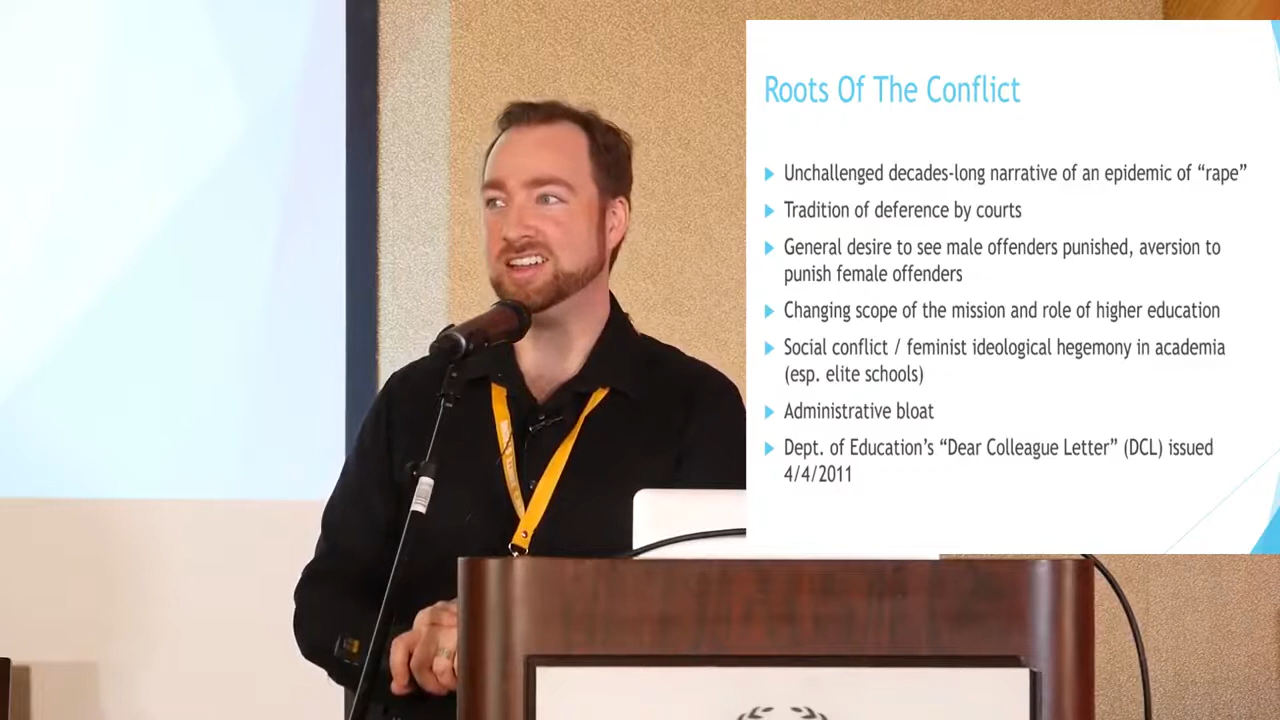 Roots Of The Conflict
Unchallenged decades-long narrative of an epidemic of “rape”
Tradition of deference by courts
General desire to see male offenders punished, aversion to
punish female offenders
Changing scope of the mission and role of higher education
Social conflict / feminist ideological hegemony in academia
(esp. elite schools)
Administrative bloat
Dept. of Education’s “Dear Colleague Letter” (DCL) issued
4/4/2011